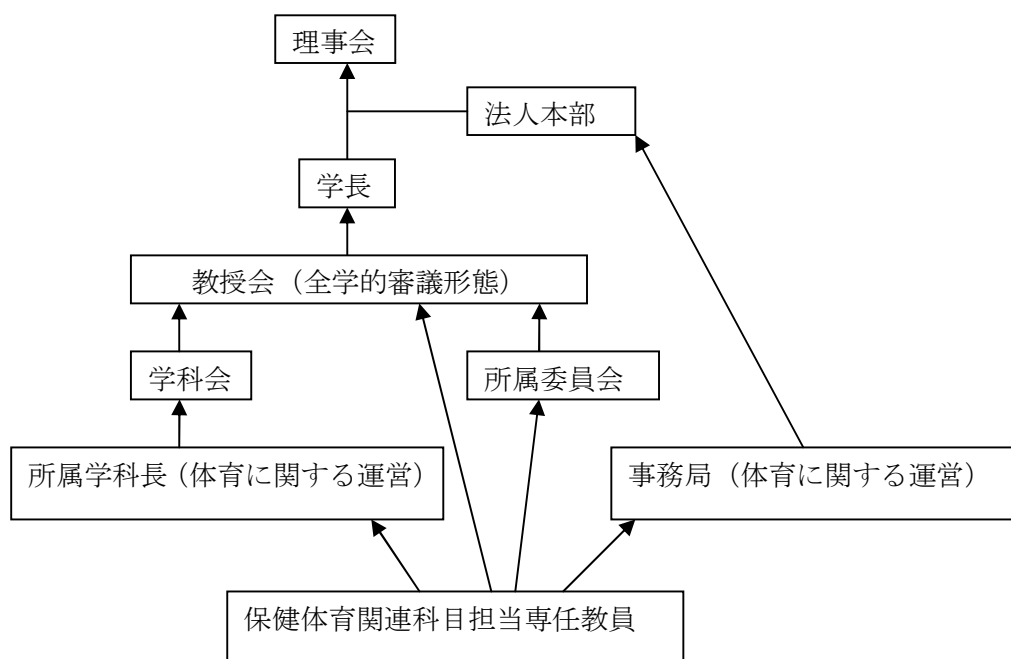 理事会
法人本部
学長
教授会（全学的審議形態）
学科会
所属委員会
所属学科長（体育に関する運営）
事務局（体育に関する運営）
保健体育関連科目担当専任教員